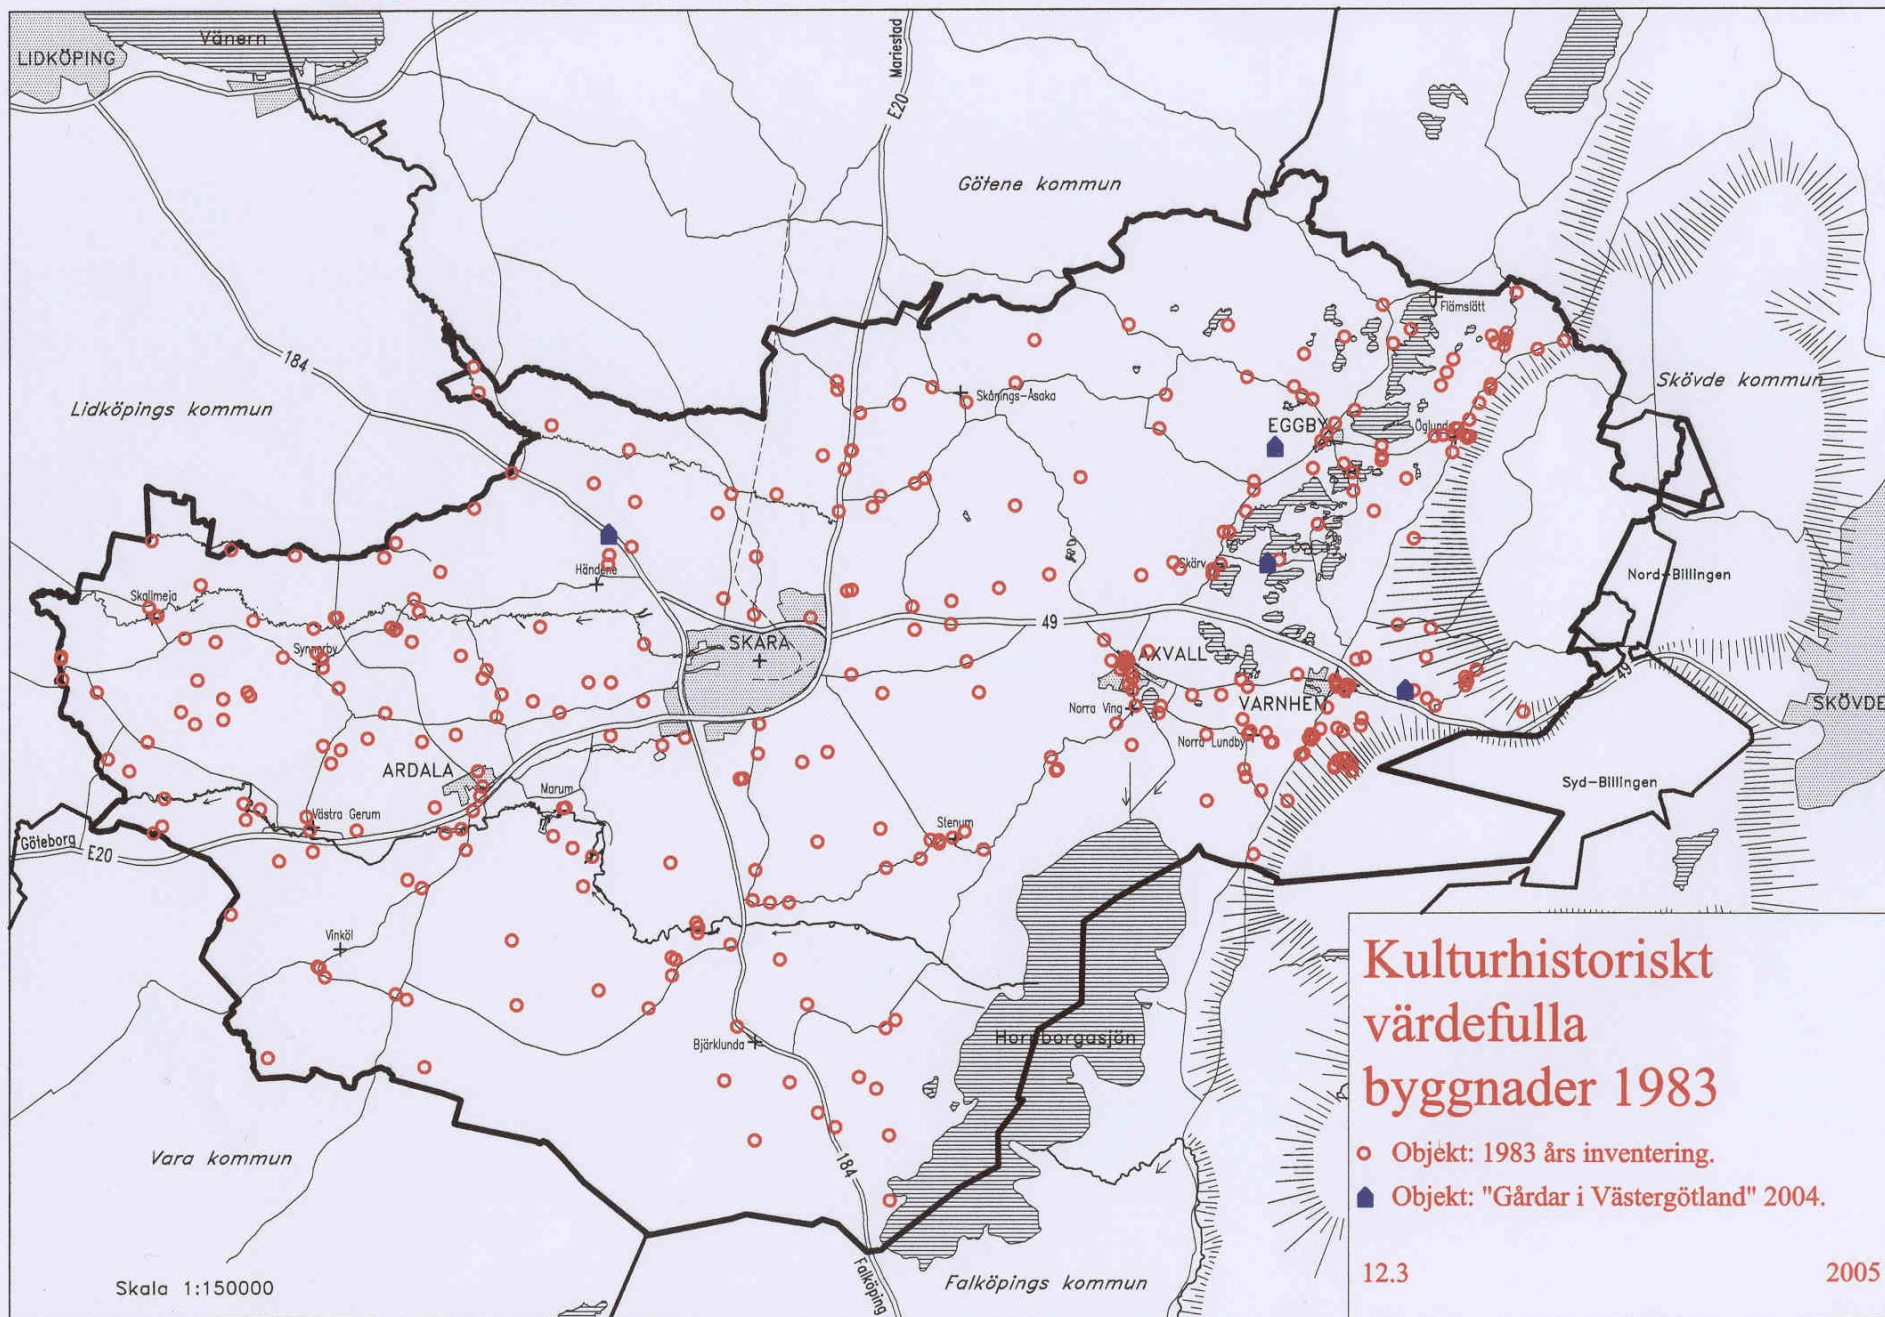 Vänern
LIDKÖPING
Mariestad
E20
Götene kommun
Flämslätt
184
Lidköpings kommun
Skånings-Åsaka
Skövde kommun
EGGBY
Öglunda
Händene
Skärv
Nord-Billingen
Skallmeja
49
Synnerby
SKARA
AXVALL
49
VARNHEM
SKÖVDE
Norra Ving
Norra Lundby
ARDALA
Syd-Billingen
Marum
Västra Gerum
Göteborg
E20
Stenum
Vinköl
Hornborgasjön
Bjärklunda
Vara kommun
184
Falköping
Falköpings kommun
Skala 1:150000
Kulturhistoriskt
värdefulla
byggnader 1983
Objekt: 1983 års inventering.
Objekt: "Gårdar i Västergötland" 2004.
12.3 2005